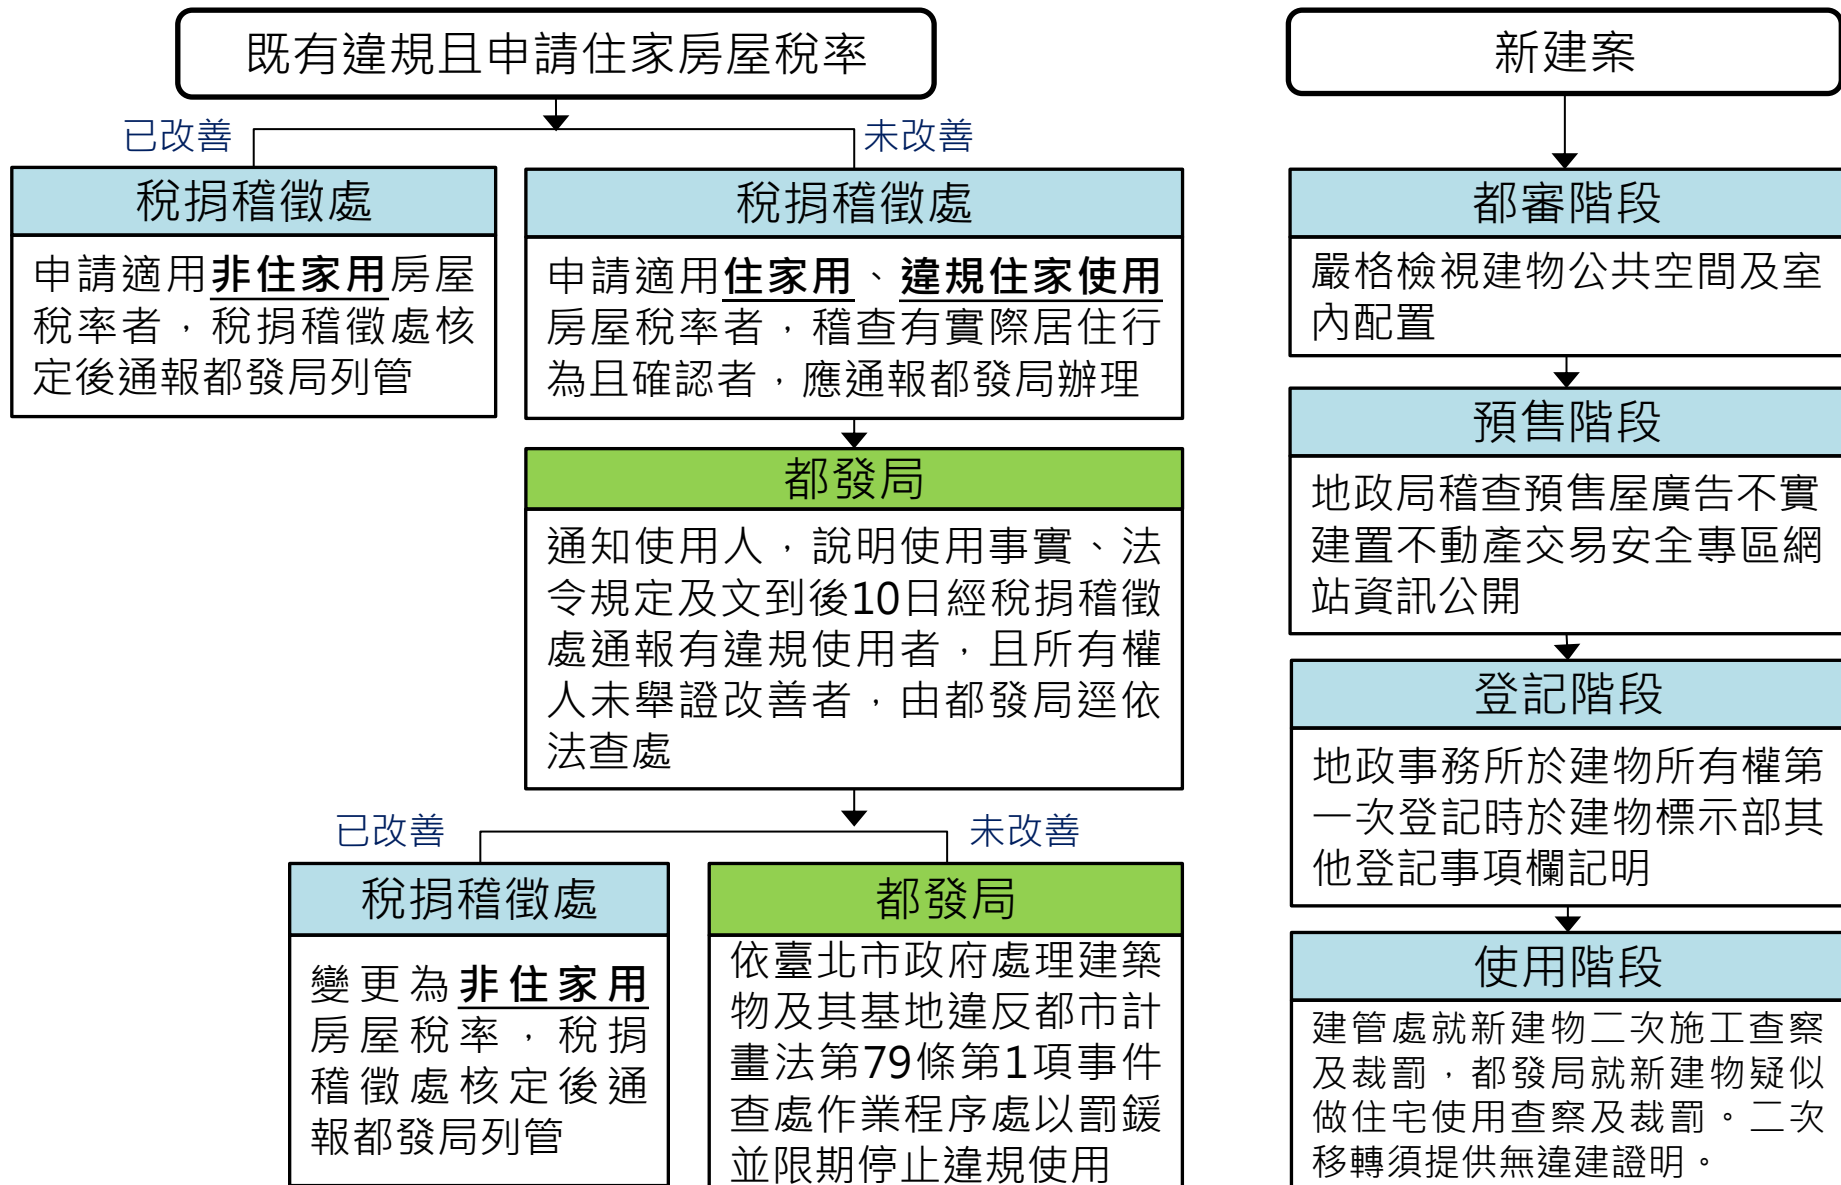 既有違規且申請住家房屋稅率
已改善
未改善
稅捐稽徵處
申請適用非住家用房屋
稅率者，稅捐稽徵處核
定後通報都發局列管
稅捐稽徵處
申請適用住家用、違規住家使用
房屋稅率者，稽查有實際居住行
為且確認者，應通報都發局辦理
都發局
通知使用人，說明使用事實、法
令規定及文到後10日經稅捐稽徵
處通報有違規使用者，且所有權
人未舉證改善者，由都發局逕依
法查處
已改善
未改善
稅捐稽徵處
變更為非住家用
房屋稅率，稅捐
稽徵處核定後通
報都發局列管
都發局
依臺北市政府處理建築
物及其基地違反都市計
畫法第79條第1項事件
查處作業程序處以罰鍰
並限期停止違規使用
新建案
都審階段
嚴格檢視建物公共空間及室
內配置
預售階段
地政局稽查預售屋廣告不實
建置不動產交易安全專區網
站資訊公開
登記階段
地政事務所於建物所有權第
一次登記時於建物標示部其
他登記事項欄記明
使用階段
建管處就新建物二次施工查察
及裁罰，都發局就新建物疑似
做住宅使用查察及裁罰。二次
移轉須提供無違建證明。